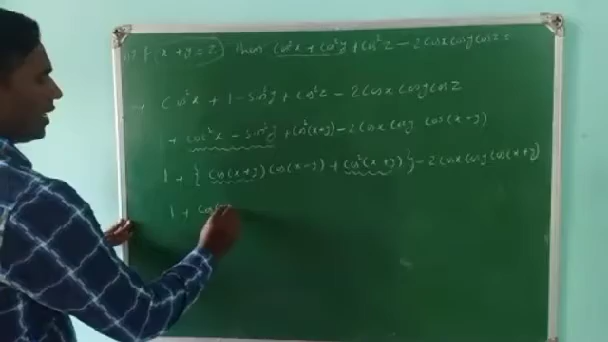 If (x + y = z) then cos²x + cos²y + cos²z − 2cosx cosy cosz =
⇒ cos²x + 1 − sin²y + cos²z − 2cosx cosy cosz
1 + cos²x − sin²y + cos²(x+y) − 2cosx cosy cos(x−y)
1 + { cos(x+y) cos(x−y) + cos²(x+y) } − 2cosx cosy cos(x+y)
1 + cos